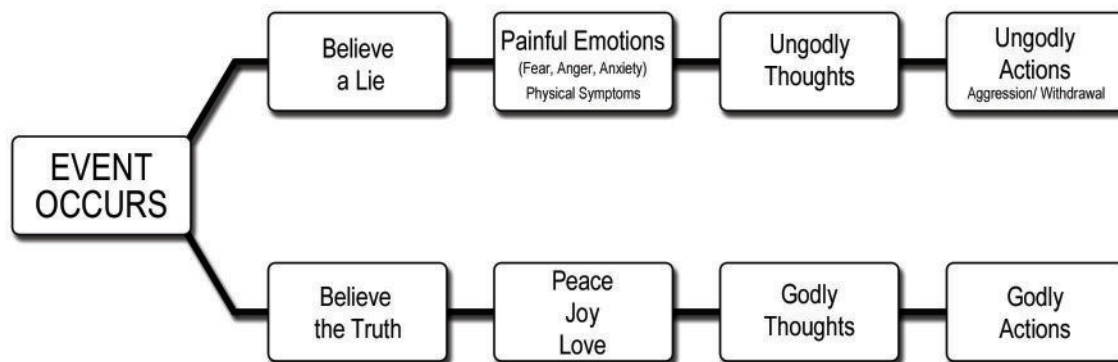 EVENT
OCCURS
Believe
a Lie
Painful Emotions
(Fear, Anger, Anxiety)
Physical Symptoms
Ungodly
Thoughts
Ungodly
Actions
Aggression/ Withdrawal
Believe
the Truth
Peace
Joy
Love
Godly
Thoughts
Godly
Actions